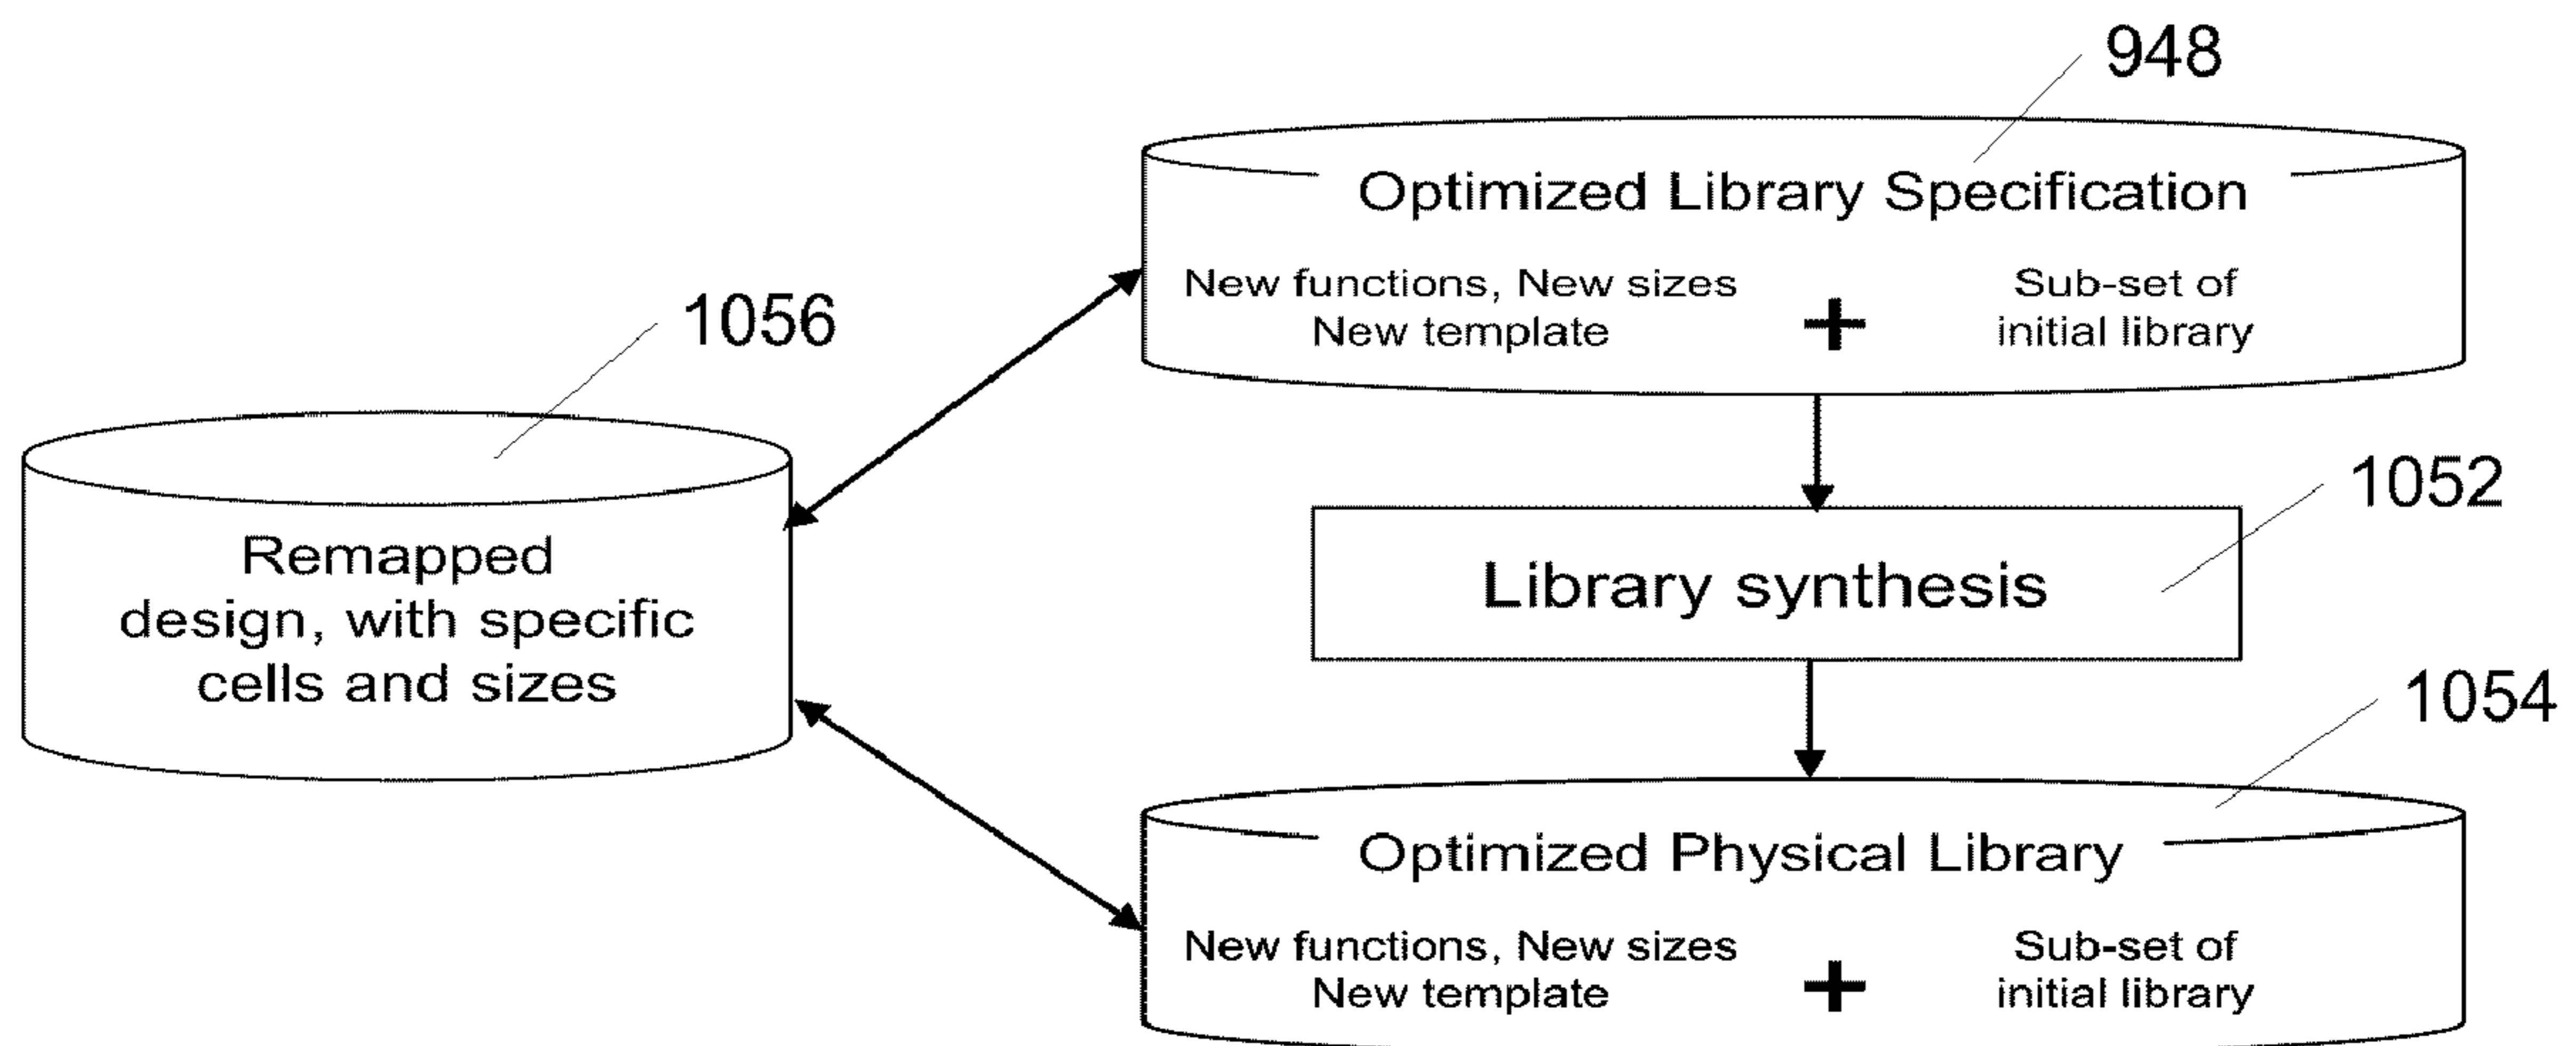 948
Optimized Library Specification
New functions, New sizes
New template
+
Sub-set of
initial library
1056
Remapped
design, with specific
cells and sizes
1052
Library synthesis
1054
Optimized Physical Library
New functions, New sizes
New template
+
Sub-set of
initial library